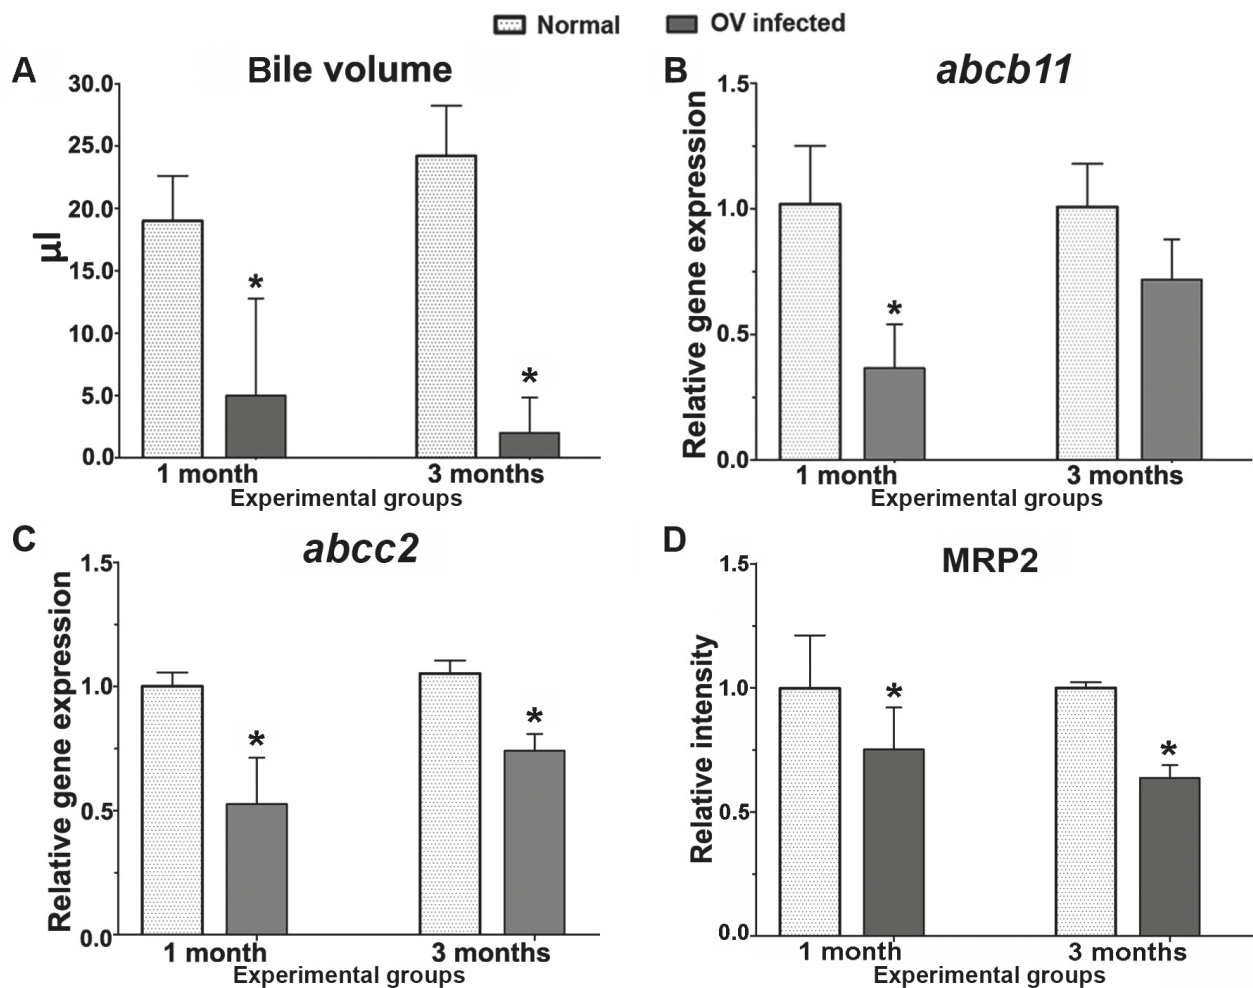 Normal
OV infected
A
Bile volume
30.0
25.0
20.0
15.0
10.0
5.0
0.0
µl
*
*
1 month
3 months
Experimental groups
B
abcb11
1.5
1.0
0.5
0.0
Relative gene expression
*
1 month
3 months
Experimental groups
C
abcc2
1.5
1.0
0.5
0.0
Relative gene expression
*
*
1 month
3 months
Experimental groups
D
MRP2
1.5
1.0
0.5
0.0
Relative intensity
*
*
1 month
3 months
Experimental groups